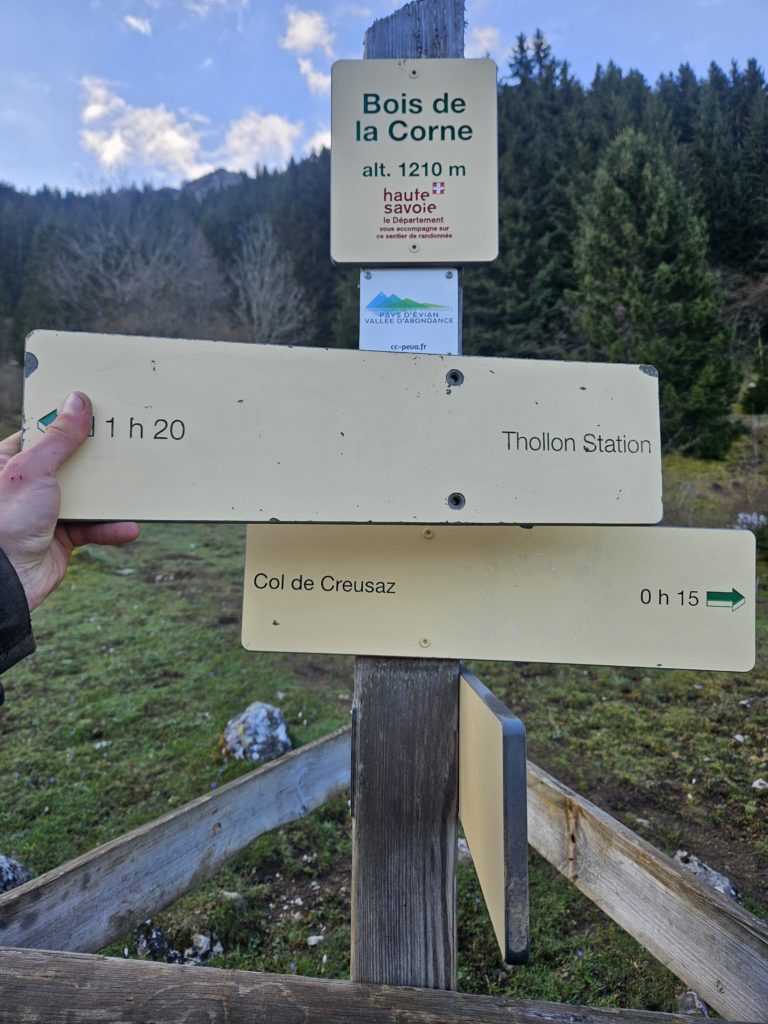 Bois de
la Corne
alt. 1210 m
haute
savoie
le Département
vous accompagne sur
ce sentier de randonnée
PAYS D'ÉVIAN
VALLÉE D'ABONDANCE
cc-peva.fr
1 h 20 Thollon Station
Col de Creusaz 0 h 15